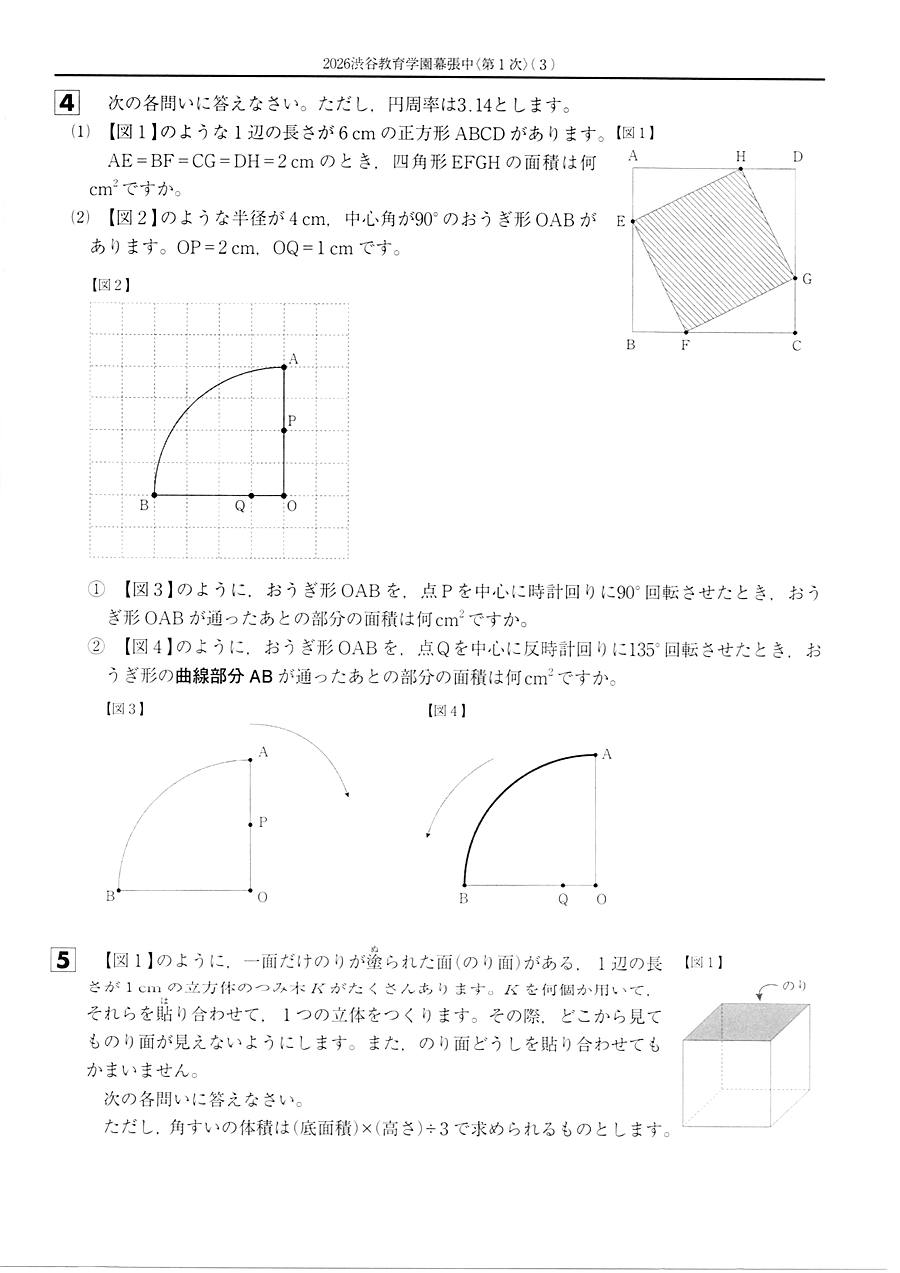 2026渋谷教育学園幕張中〈第1次〉(3)
4 次の各問いに答えなさい。ただし，円周率は3.14とします。
(1) 【図1】のような1辺の長さが6cmの正方形ABCDがあります。
AE＝BF＝CG＝DH＝2cmのとき，四角形EFGHの面積は何
cm²ですか。
【図1】
A H D
E
G
B F C
(2) 【図2】のような半径が4cm，中心角が90°のおうぎ形OABが
あります。OP＝2cm，OQ＝1cmです。
【図2】
A
P
B Q O
① 【図3】のように，おうぎ形OABを，点Pを中心に時計回りに90°回転させたとき，おう
ぎ形OABが通ったあとの部分の面積は何cm²ですか。
② 【図4】のように，おうぎ形OABを，点Qを中心に反時計回りに135°回転させたとき，お
うぎ形の曲線部分ABが通ったあとの部分の面積は何cm²ですか。
【図3】
A
P
B O
【図4】
A
B Q O
5 【図1】のように，一面だけのりが塗られた面(のり面)がある，1辺の長
ぬ
さが1cmの立方体のつみ木Kがたくさんあります。Kを何個か用いて，
それらを貼り合わせて，1つの立体をつくります。その際，どこから見て
は
ものり面が見えないようにします。また，のり面どうしを貼り合わせても
かまいません。
次の各問いに答えなさい。
ただし，角すいの体積は(底面積)×(高さ)÷3で求められるものとします。
【図1】
のり